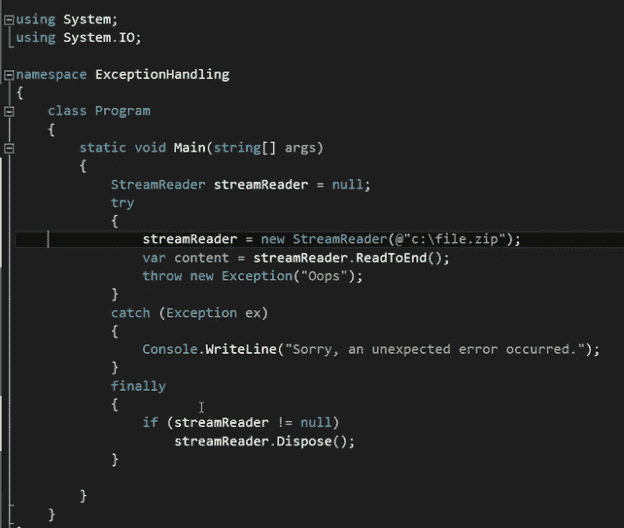 using System;
using System.IO;
namespace ExceptionHandling
{
class Program
{
static void Main(string[] args)
{
StreamReader streamReader = null;
try
{
streamReader = new StreamReader(@"c:\file.zip");
var content = streamReader.ReadToEnd();
throw new Exception("Oops");
}
catch (Exception ex)
{
Console.WriteLine("Sorry, an unexpected error occurred.");
}
finally
{
if (streamReader != null)
streamReader.Dispose();
}
}
}